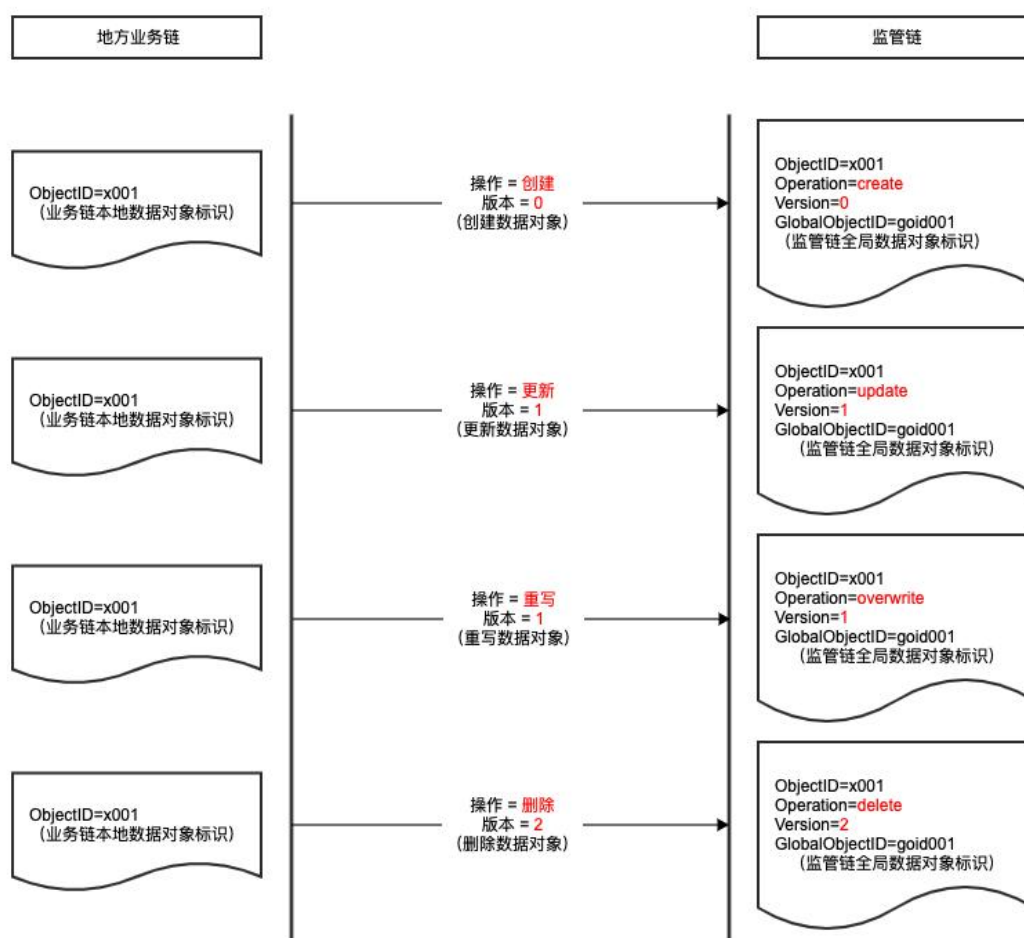 地方业务链
监管链
ObjectID=x001
（业务链本地数据对象标识）
操作 = 创建
版本 = 0
(创建数据对象)
ObjectID=x001
Operation=create
Version=0
GlobalObjectID=goid001
（监管链全局数据对象标识）
ObjectID=x001
（业务链本地数据对象标识）
操作 = 更新
版本 = 1
(更新数据对象)
ObjectID=x001
Operation=update
Version=1
GlobalObjectID=goid001
（监管链全局数据对象标识）
ObjectID=x001
（业务链本地数据对象标识）
操作 = 重写
版本 = 1
(重写数据对象)
ObjectID=x001
Operation=overwrite
Version=1
GlobalObjectID=goid001
（监管链全局数据对象标识）
ObjectID=x001
（业务链本地数据对象标识）
操作 = 删除
版本 = 2
(删除数据对象)
ObjectID=x001
Operation=delete
Version=2
GlobalObjectID=goid001
（监管链全局数据对象标识）